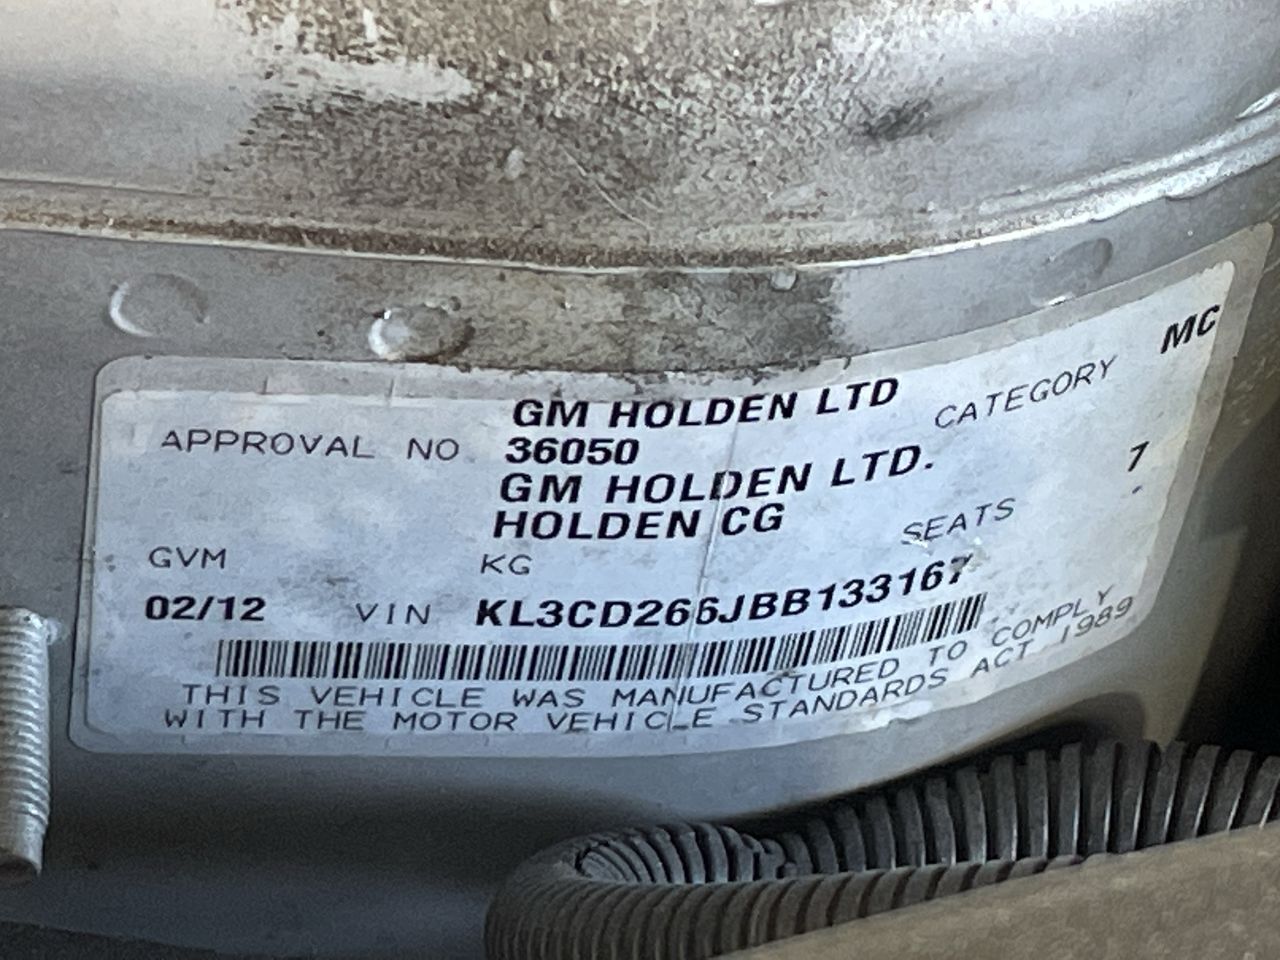 GM HOLDEN LTD
APPROVAL NO 36050 CATEGORY MC
GM HOLDEN LTD.
HOLDEN CG
GVM KG SEATS 7
02/12 VIN KL3CD266JBB133167
THIS VEHICLE WAS MANUFACTURED TO COMPLY
WITH THE MOTOR VEHICLE STANDARDS ACT 1989